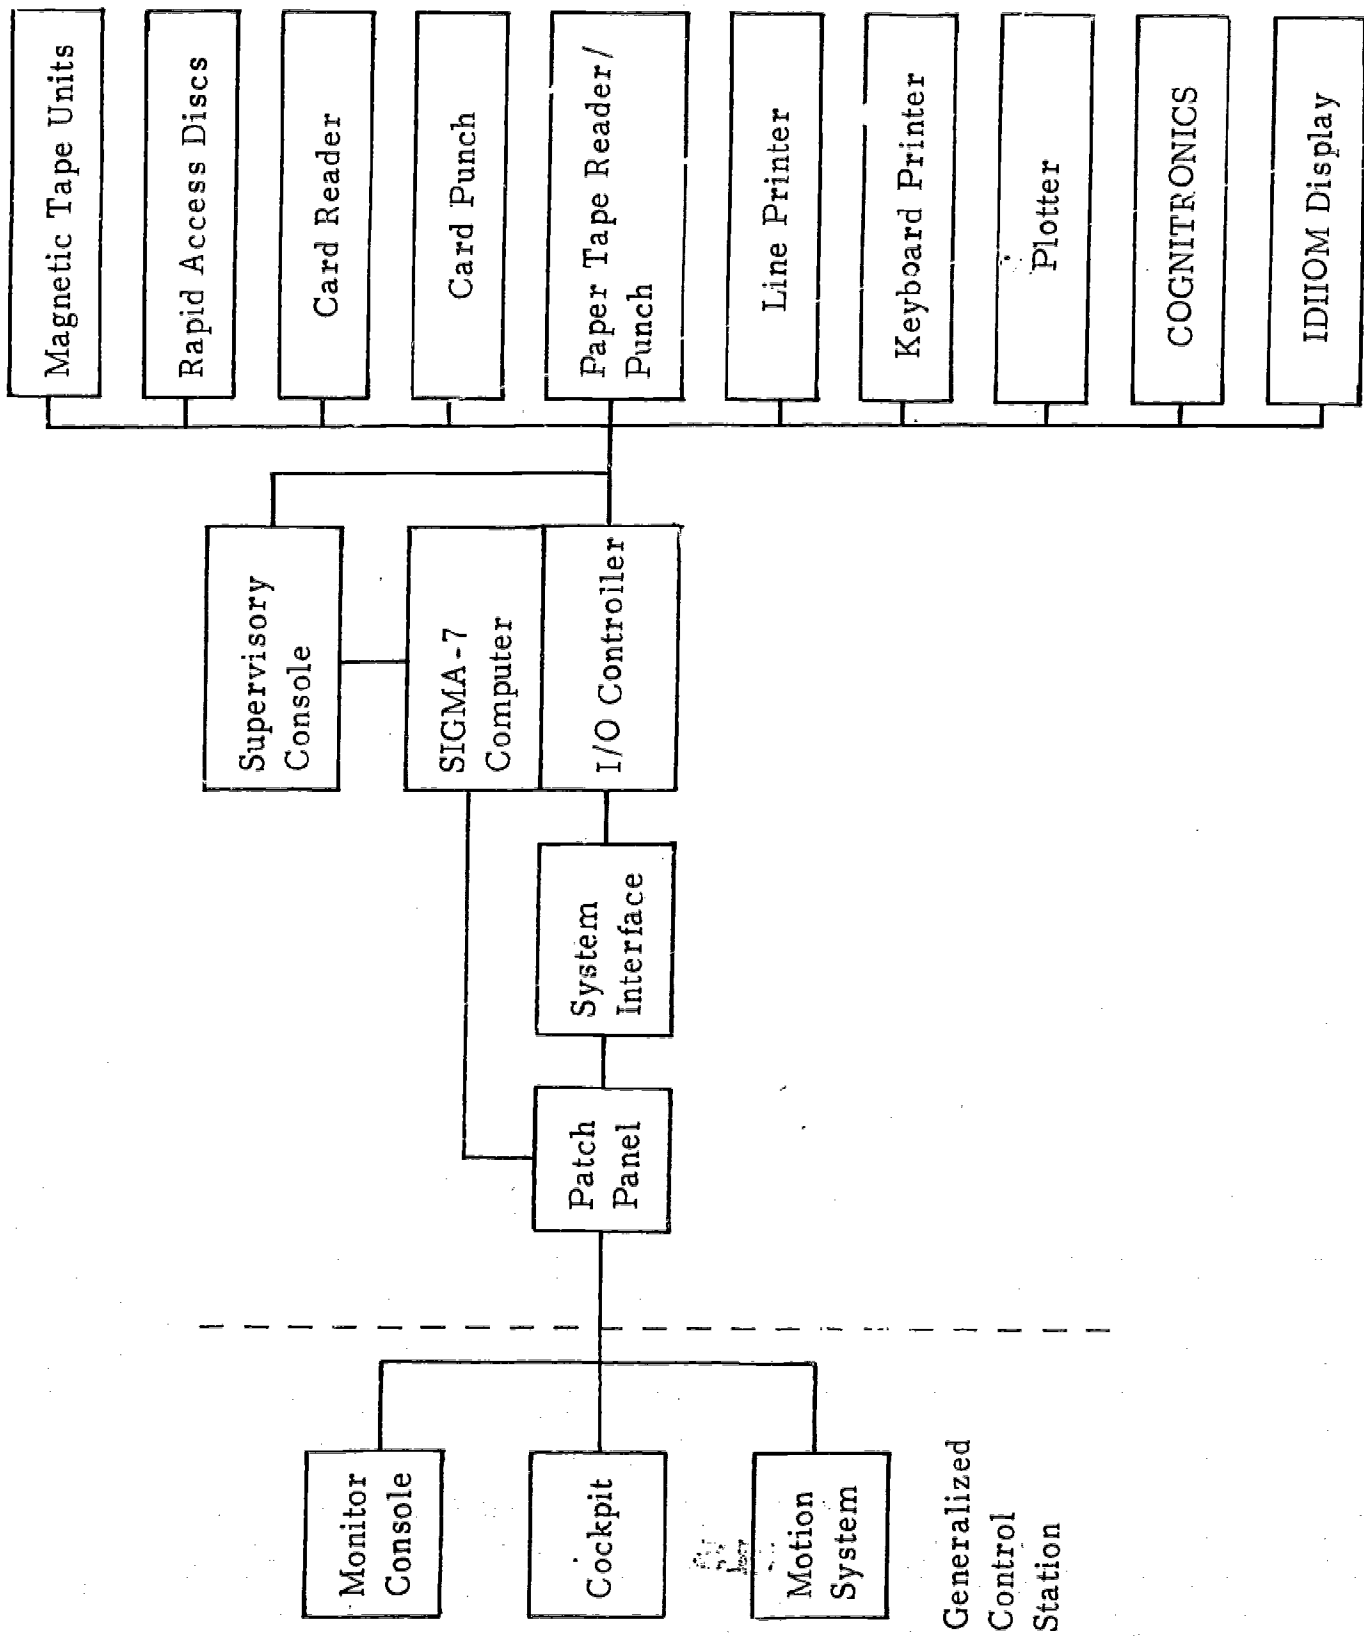 Magnetic Tape Units
Rapid Access Discs
Card Reader
Card Punch
Paper Tape Reader/
Punch
Line Printer
Keyboard Printer
Plotter
COGNITRONICS
IDIIOM Display
Supervisory
Console
SIGMA-7
Computer
I/O Controller
System
Interface
Patch
Panel
Monitor
Console
Cockpit
Motion
System
Generalized
Control
Station